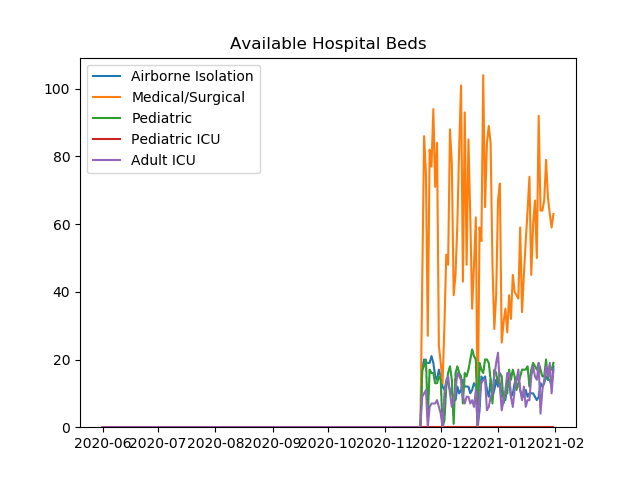 Available Hospital Beds
Airborne Isolation
Medical/Surgical
Pediatric
Pediatric ICU
Adult ICU
100
80
60
40
20
0
2020-06 2020-07 2020-08 2020-09 2020-10 2020-11 2020-12 2021-01 2021-02